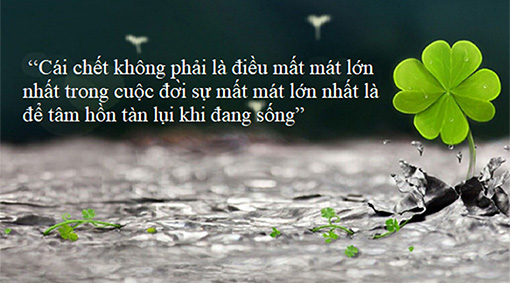 “Cái chết không phải là điều mất mát lớn
nhất trong cuộc đời sự mất mát lớn nhất là
để tâm hồn tàn lụi khi đang sống”